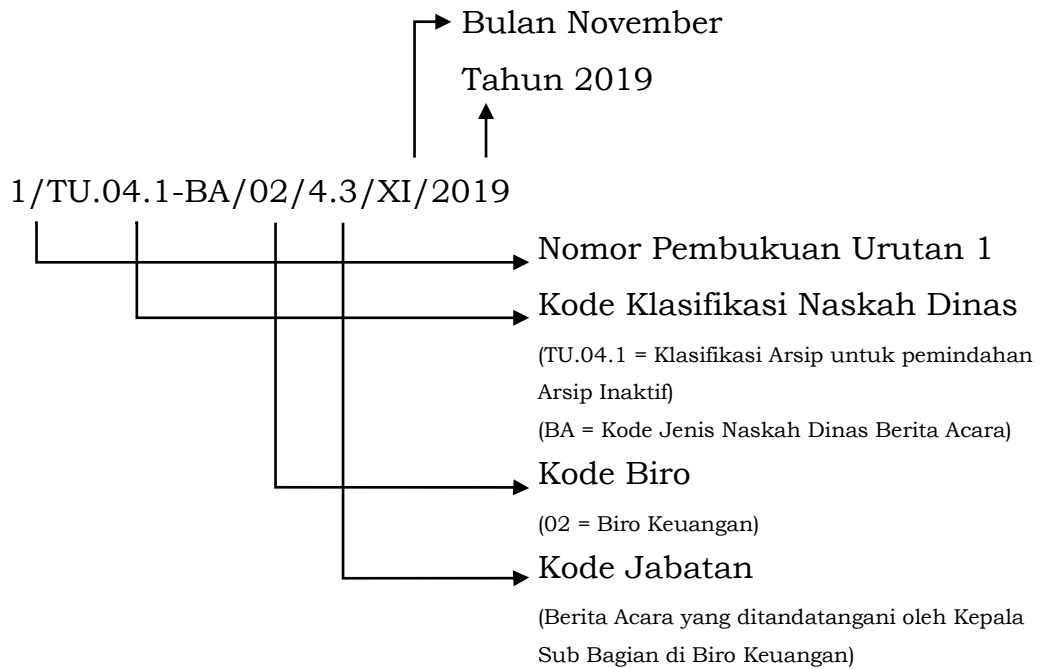 Bulan November
Tahun 2019
1/TU.04.1-BA/02/4.3/XI/2019
Nomor Pembukuan Urutan 1
Kode Klasifikasi Naskah Dinas
(TU.04.1 = Klasifikasi Arsip untuk pemindahan
Arsip Inaktif)
(BA = Kode Jenis Naskah Dinas Berita Acara)
Kode Biro
(02 = Biro Keuangan)
Kode Jabatan
(Berita Acara yang ditandatangani oleh Kepala
Sub Bagian di Biro Keuangan)